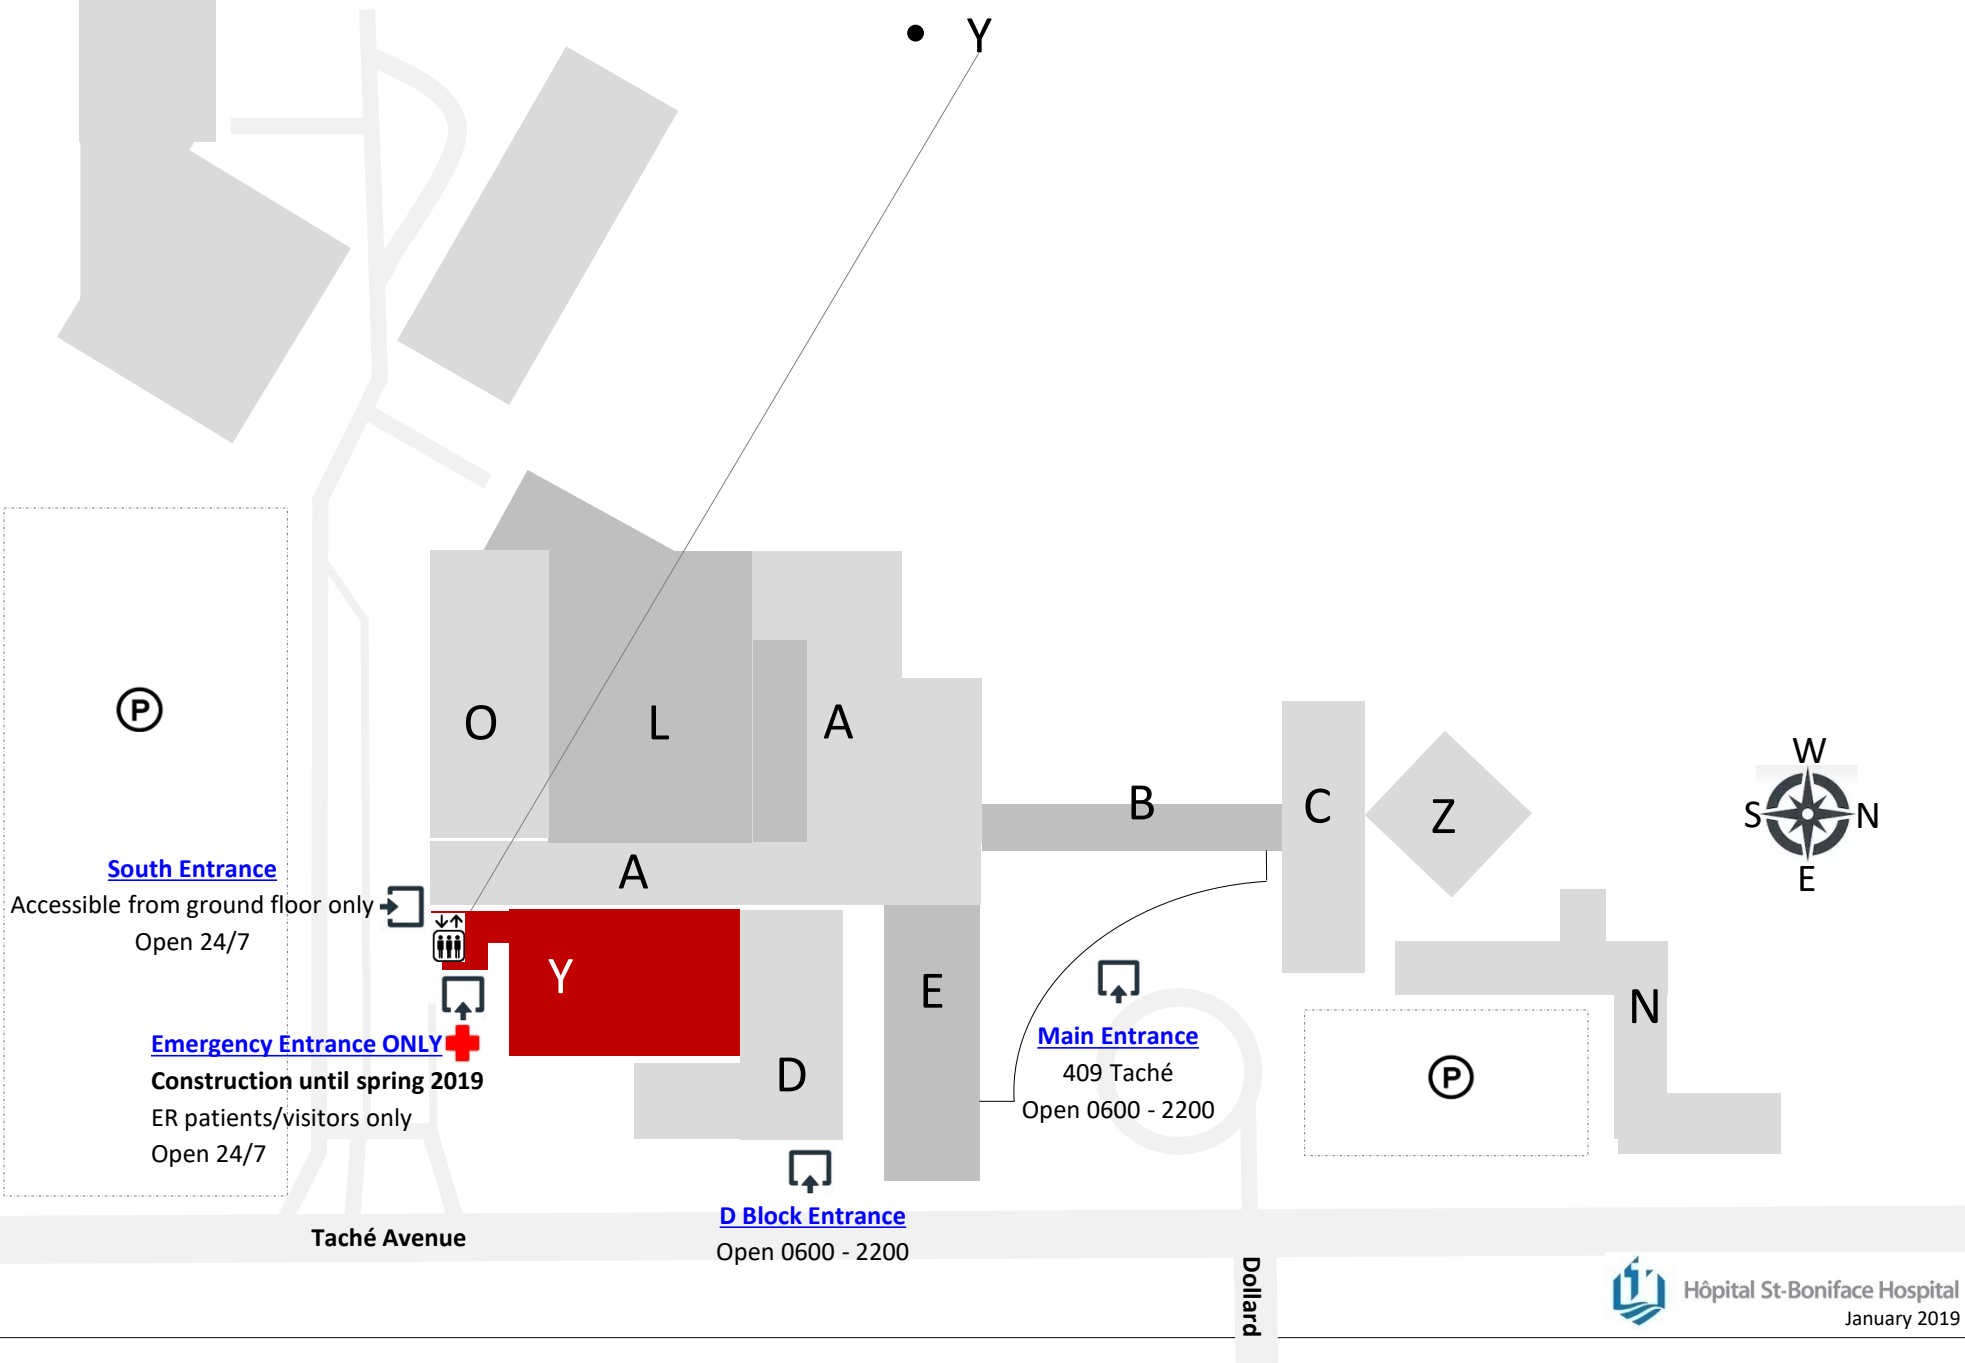 • Y
O
L
A
B
C
Z
W
S
N
E
A
South Entrance
Accessible from ground floor only
Open 24/7
Y
E
N
D
Emergency Entrance ONLY
Construction until spring 2019
ER patients/visitors only
Open 24/7
Main Entrance
409 Taché
Open 0600 - 2200
P
P
D Block Entrance
Open 0600 - 2200
Taché Avenue
Dollard
Hôpital St-Boniface Hospital
January 2019